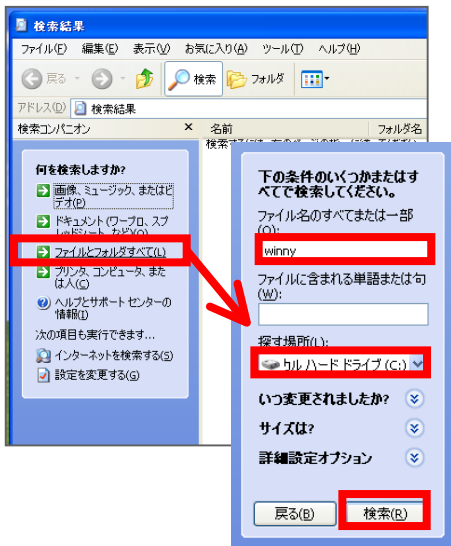 検索結果
ファイル(F) 編集(E) 表示(V) お気に入り(A) ツール(T) ヘルプ(H)
戻る 検索 フォルダ
アドレス(D) 検索結果
検索コンパニオン × 名前 フォルダ名
何を検索しますか?
画像、ミュージック、またはビ
デオ(P)
ドキュメント(ワープロ、スプ
レッドシート、など)(O)
ファイルとフォルダすべて(L)
プリンタ、コンピュータ、また
は人(C)
ヘルプとサポート センターの
情報(I)
次の項目も実行できます...
インターネットを検索する(S)
設定を変更する(G)
下の条件のいくつかまたはす
べてで検索してください。
ファイル名のすべてまたは一部
(O):
winny
ファイルに含まれる単語または句
(W):
探す場所(L):
カル ハード ドライブ (C:)
いつ変更されましたか?
サイズは?
詳細設定オプション
戻る(B) 検索(R)